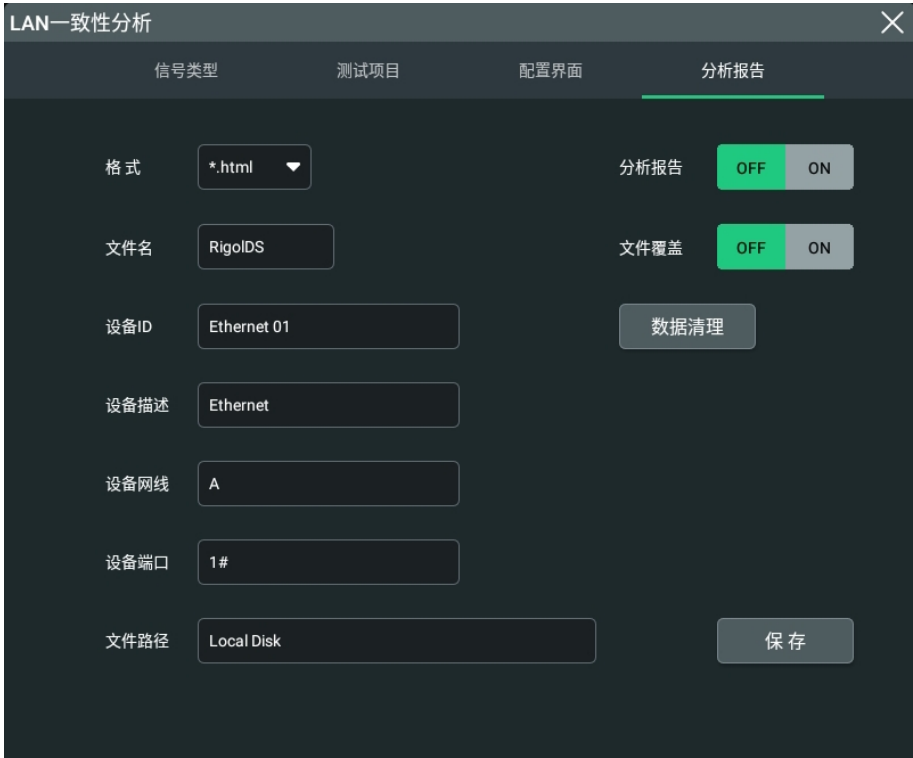 LAN一致性分析
信号类型 测试项目 配置界面 分析报告
格式 *.html 分析报告 OFF ON
文件名 RigolDS 文件覆盖 OFF ON
设备ID Ethernet 01 数据清理
设备描述 Ethernet
设备网线 A
设备端口 1#
文件路径 Local Disk 保存